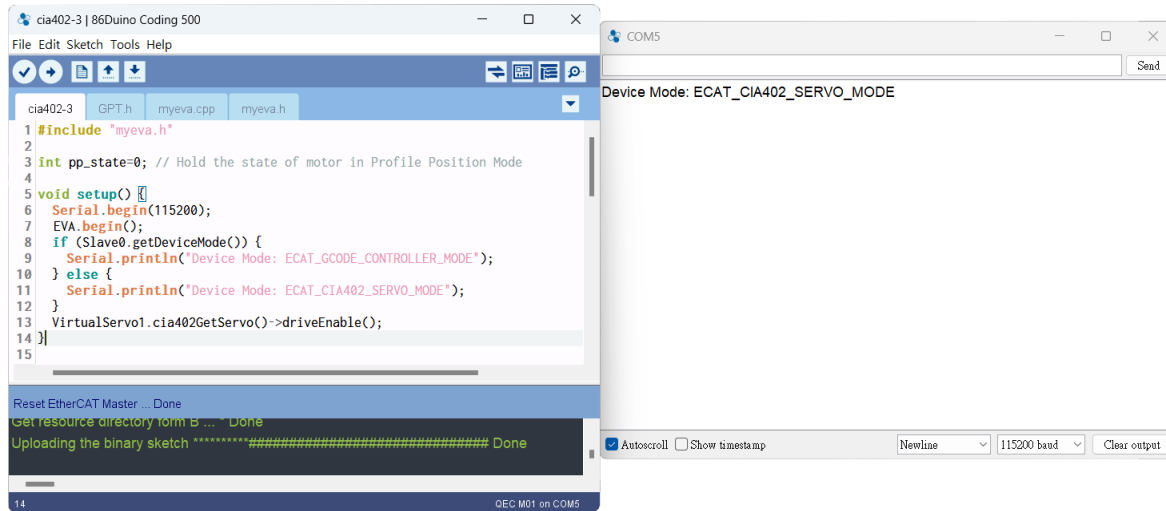 cia402-3 | 86Duino Coding 500
File Edit Sketch Tools Help
cia402-3 GPT.h myeva.cpp myeva.h
1 #include "myeva.h"
2
3 int pp_state=0; // Hold the state of motor in Profile Position Mode
4
5 void setup() {
6   Serial.begin(115200);
7   EVA.begin();
8   if (Slave0.getDeviceMode()) {
9     Serial.println("Device Mode: ECAT_GCODE_CONTROLLER_MODE");
10   } else {
11     Serial.println("Device Mode: ECAT_CIA402_SERVO_MODE");
12   }
13   VirtualServo1.cia402GetServo()->driveEnable();
14 }
15
Reset EtherCAT Master ... Done
Get resource directory form B ... * Done
Uploading the binary sketch **********############################## Done
14 QEC M01 on COM5
COM5
Send
Device Mode: ECAT_CIA402_SERVO_MODE
Autoscroll Show timestamp Newline 115200 baud Clear output